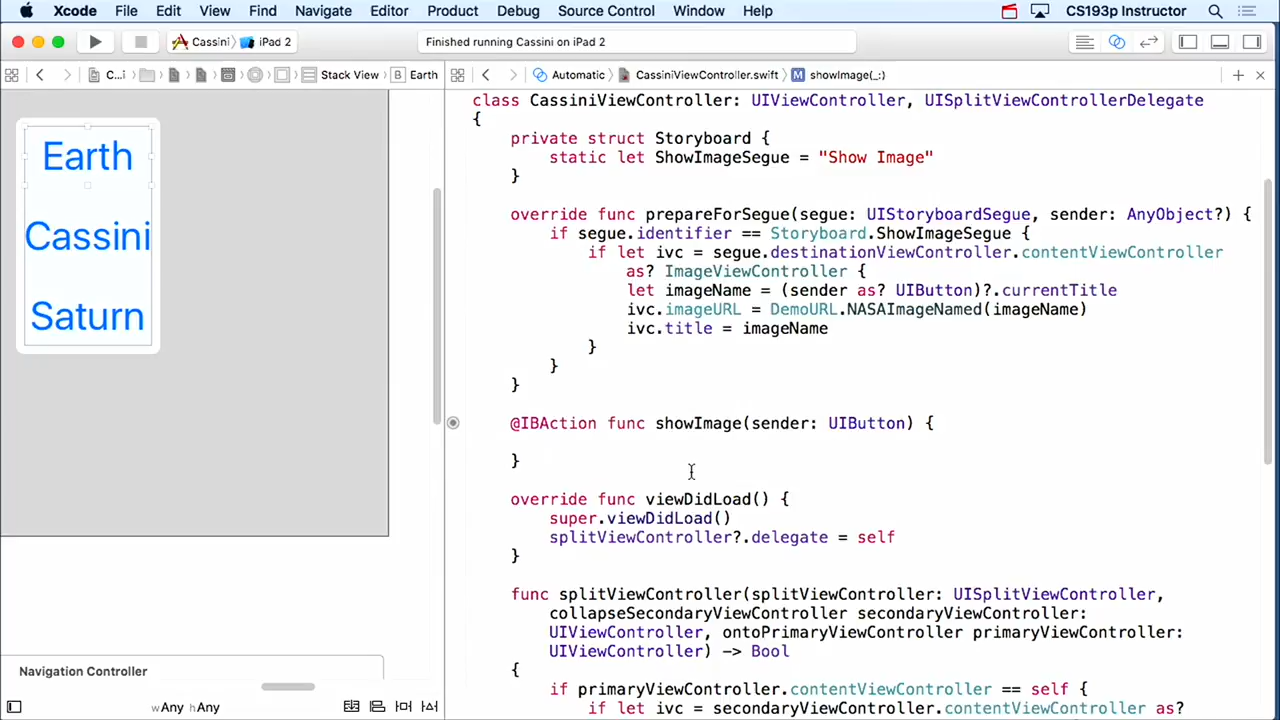 Xcode File Edit View Find Navigate Editor Product Debug Source Control Window Help CS193p Instructor
Cassini iPad 2 Finished running Cassini on iPad 2
C...i Stack View B Earth Automatic CassiniViewController.swift M showImage(_:)
Earth
Cassini
Saturn
Navigation Controller
wAny hAny
class CassiniViewController: UIViewController, UISplitViewControllerDelegate
{
private struct Storyboard {
static let ShowImageSegue = "Show Image"
}
override func prepareForSegue(segue: UIStoryboardSegue, sender: AnyObject?) {
if segue.identifier == Storyboard.ShowImageSegue {
if let ivc = segue.destinationViewController.contentViewController
as? ImageViewController {
let imageName = (sender as? UIButton)?.currentTitle
ivc.imageURL = DemoURL.NASAImageNamed(imageName)
ivc.title = imageName
}
}
}
@IBAction func showImage(sender: UIButton) {
}
override func viewDidLoad() {
super.viewDidLoad()
splitViewController?.delegate = self
}
func splitViewController(splitViewController: UISplitViewController,
collapseSecondaryViewController secondaryViewController:
UIViewController, ontoPrimaryViewController primaryViewController:
UIViewController) -> Bool
{
if primaryViewController.contentViewController == self {
if let ivc = secondaryViewController.contentViewController as?